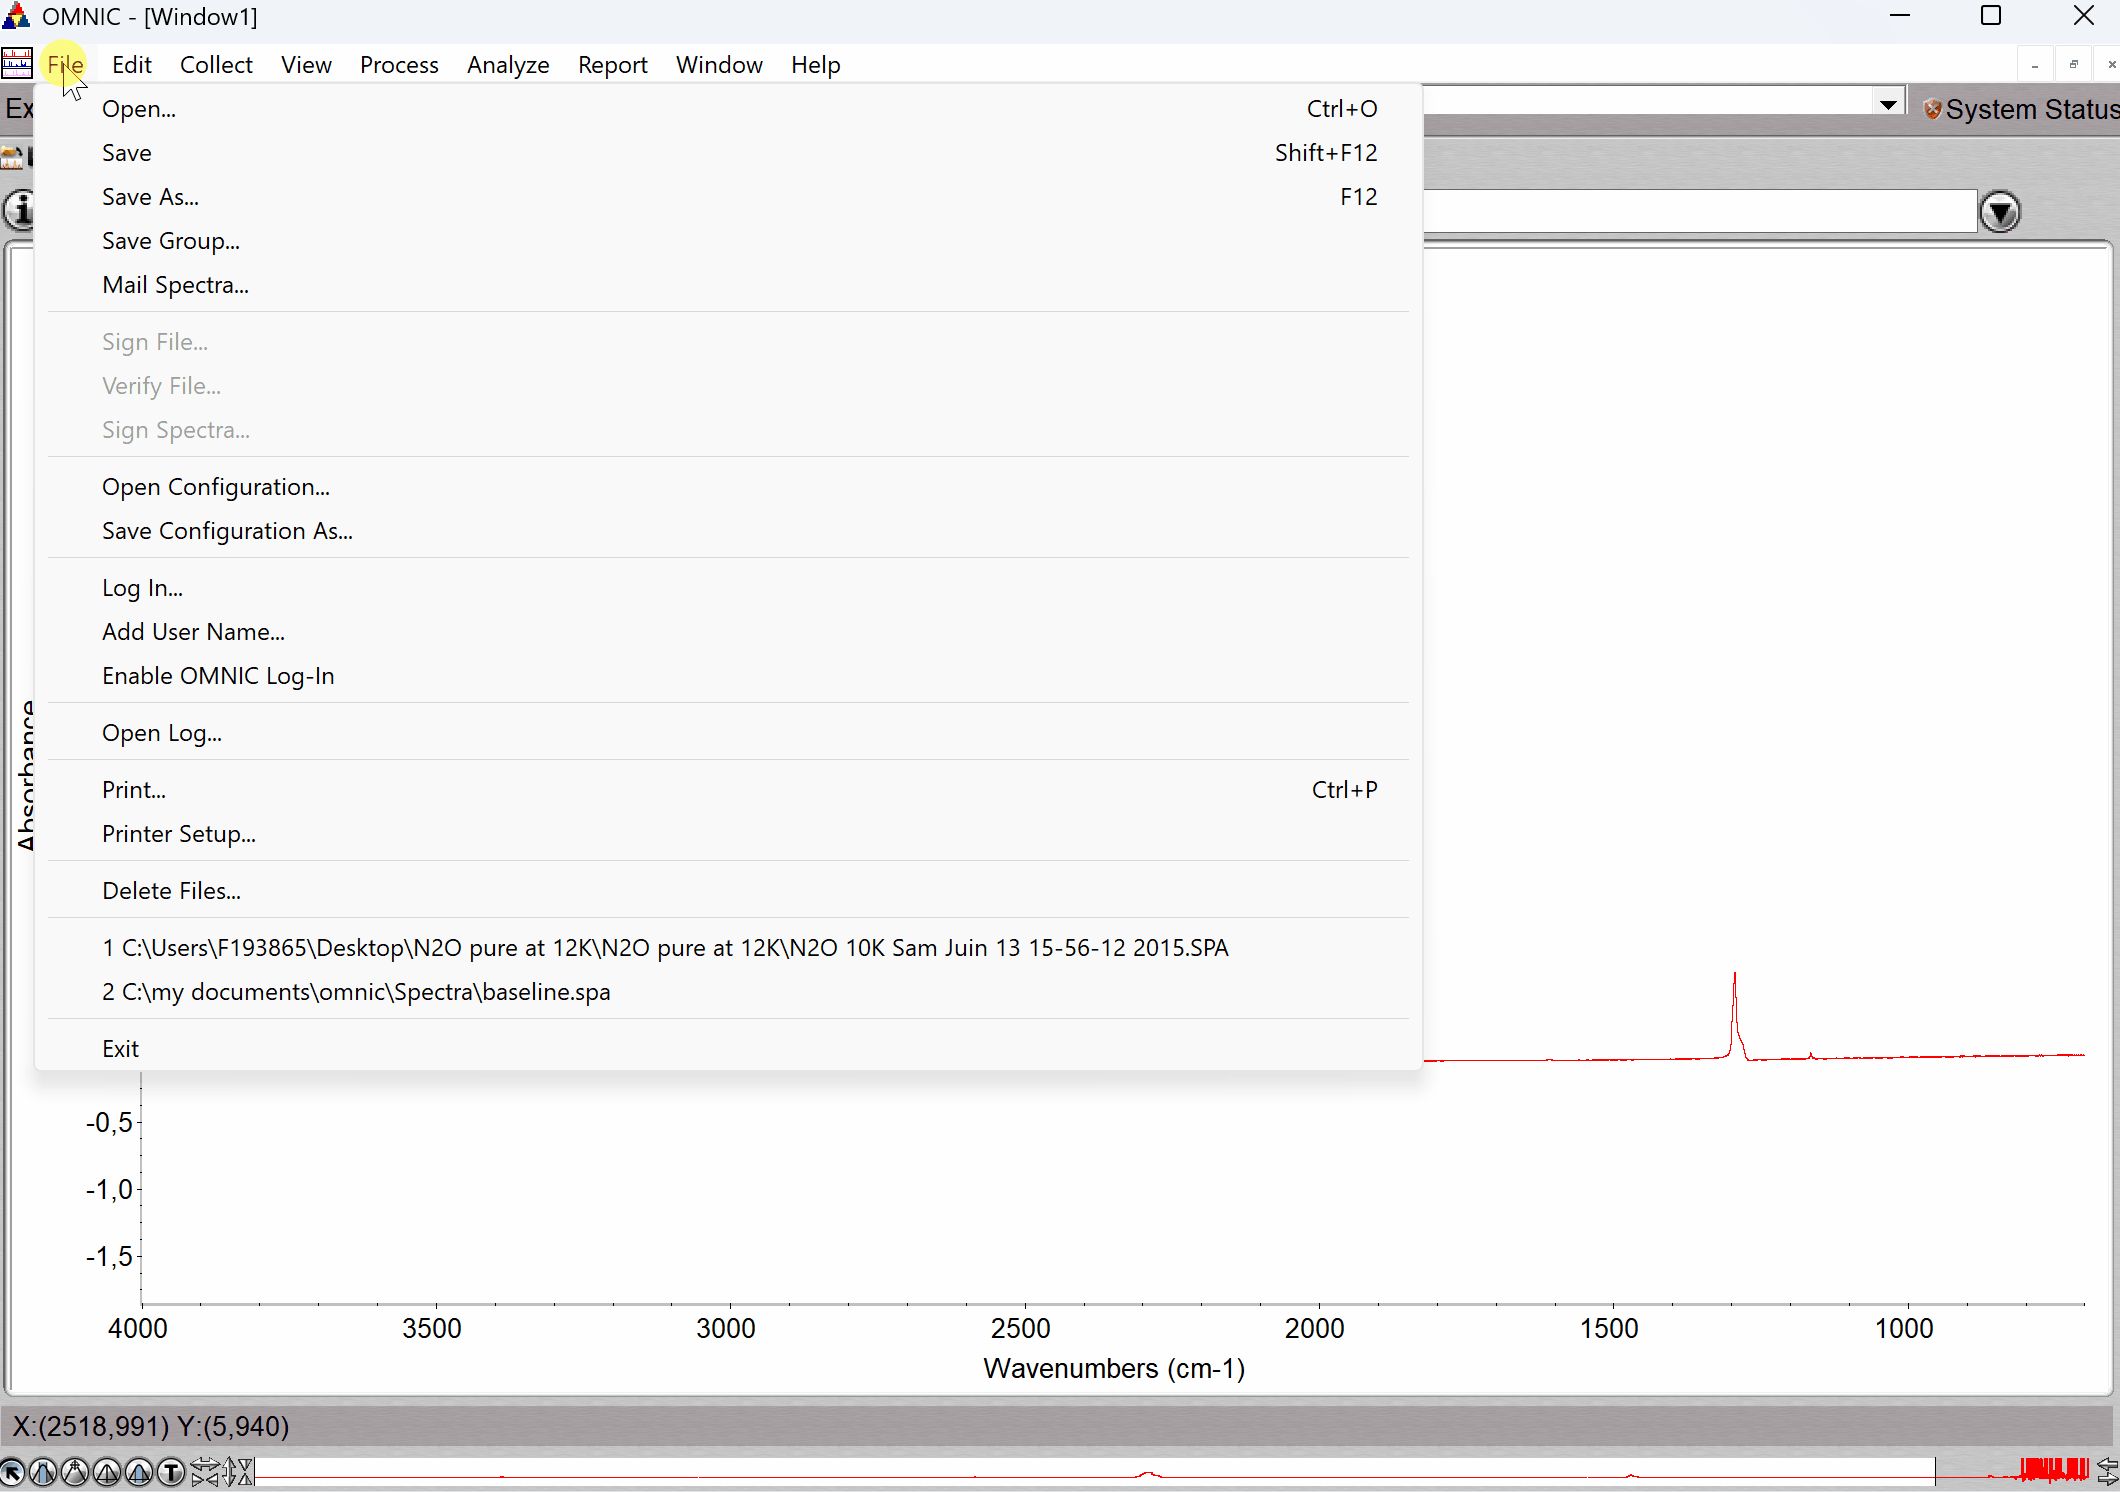 OMNIC - [Window1]
File Edit Collect View Process Analyze Report Window Help
Ex
System Status
Open... Ctrl+O
Save Shift+F12
Save As... F12
Save Group...
Mail Spectra...
Sign File...
Verify File...
Sign Spectra...
Open Configuration...
Save Configuration As...
Log In...
Add User Name...
Enable OMNIC Log-In
Open Log...
Print... Ctrl+P
Printer Setup...
Delete Files...
1 C:\Users\F193865\Desktop\N2O pure at 12K\N2O pure at 12K\N2O 10K Sam Juin 13 15-56-12 2015.SPA
2 C:\my documents\omnic\Spectra\baseline.spa
Exit
Absorbance
-0,5
-1,0
-1,5
4000 3500 3000 2500 2000 1500 1000
Wavenumbers (cm-1)
X:(2518,991) Y:(5,940)
T